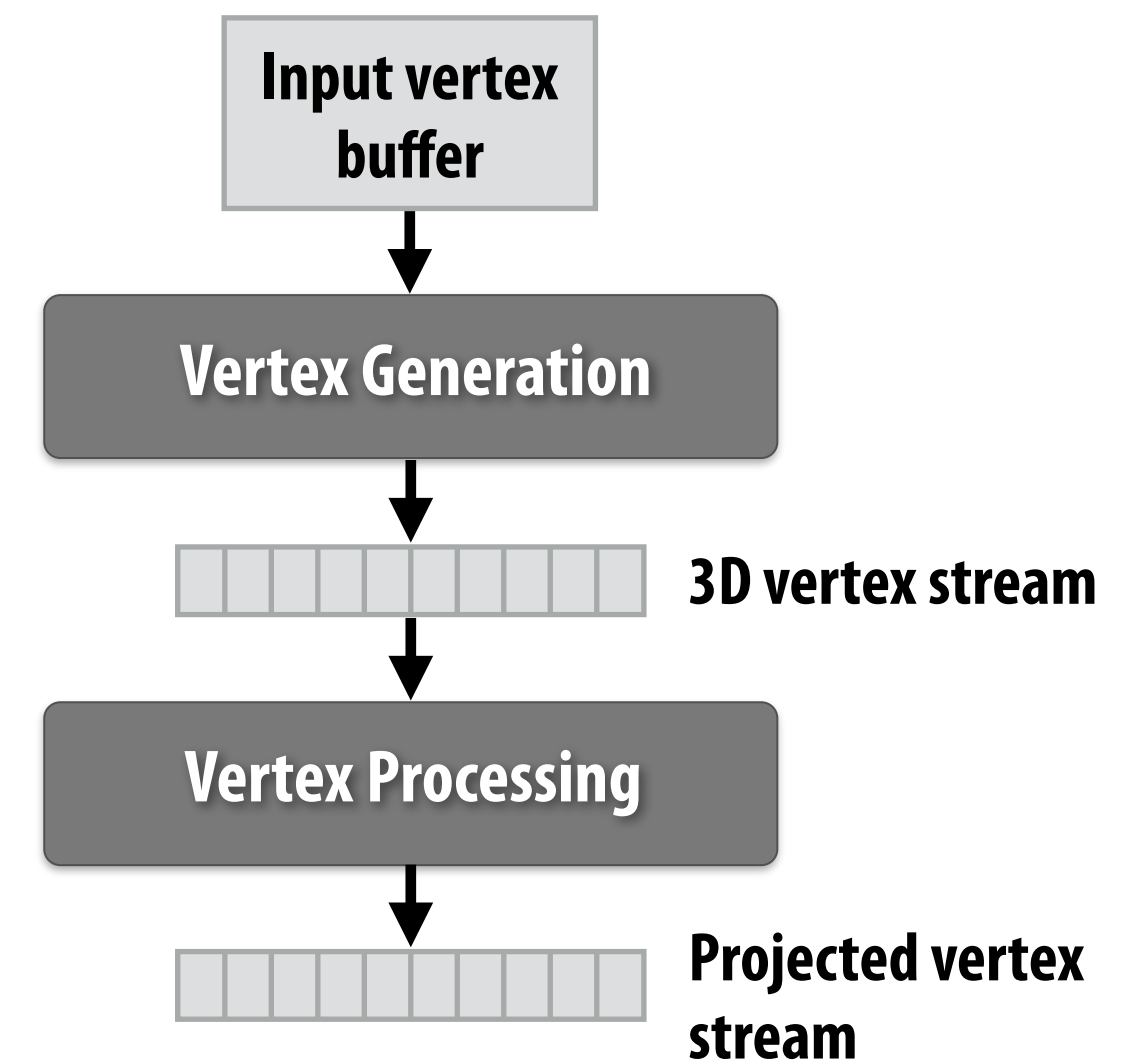 Input vertex
buffer
Vertex Generation
3D vertex stream
Vertex Processing
Projected vertex
stream